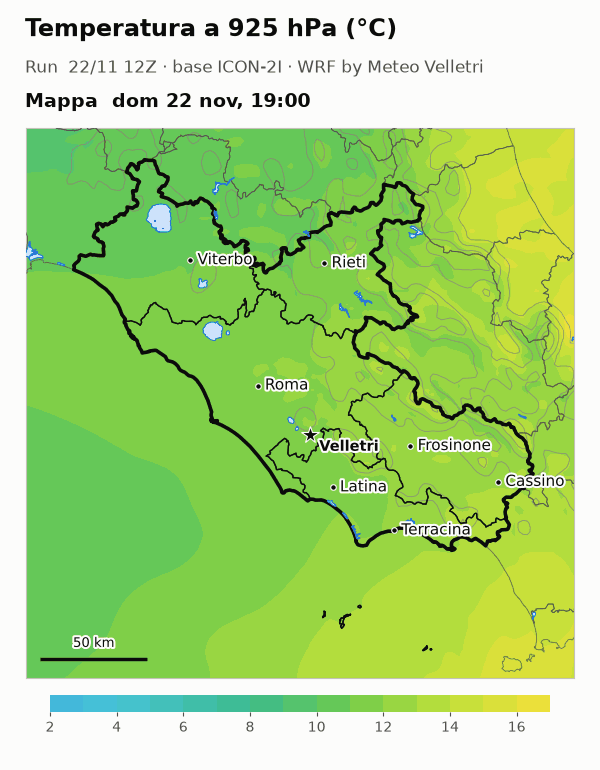 Temperatura a 925 hPa (°C)
Run  22/11 12Z · base ICON-2I · WRF by Meteo Velletri
Mappa  dom 22 nov, 19:00
Viterbo
Rieti
Roma
Velletri
Frosinone
Latina
Cassino
Terracina
50 km
2 4 6 8 10 12 14 16